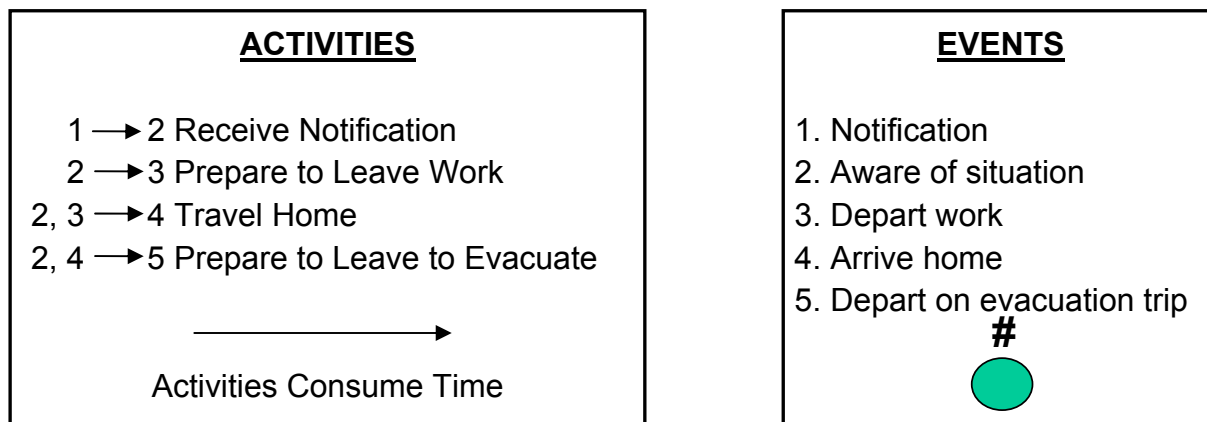 ACTIVITIES
1 → 2 Receive Notification
2 → 3 Prepare to Leave Work
2, 3 → 4 Travel Home
2, 4 → 5 Prepare to Leave to Evacuate
Activities Consume Time
EVENTS
1. Notification
2. Aware of situation
3. Depart work
4. Arrive home
5. Depart on evacuation trip
#